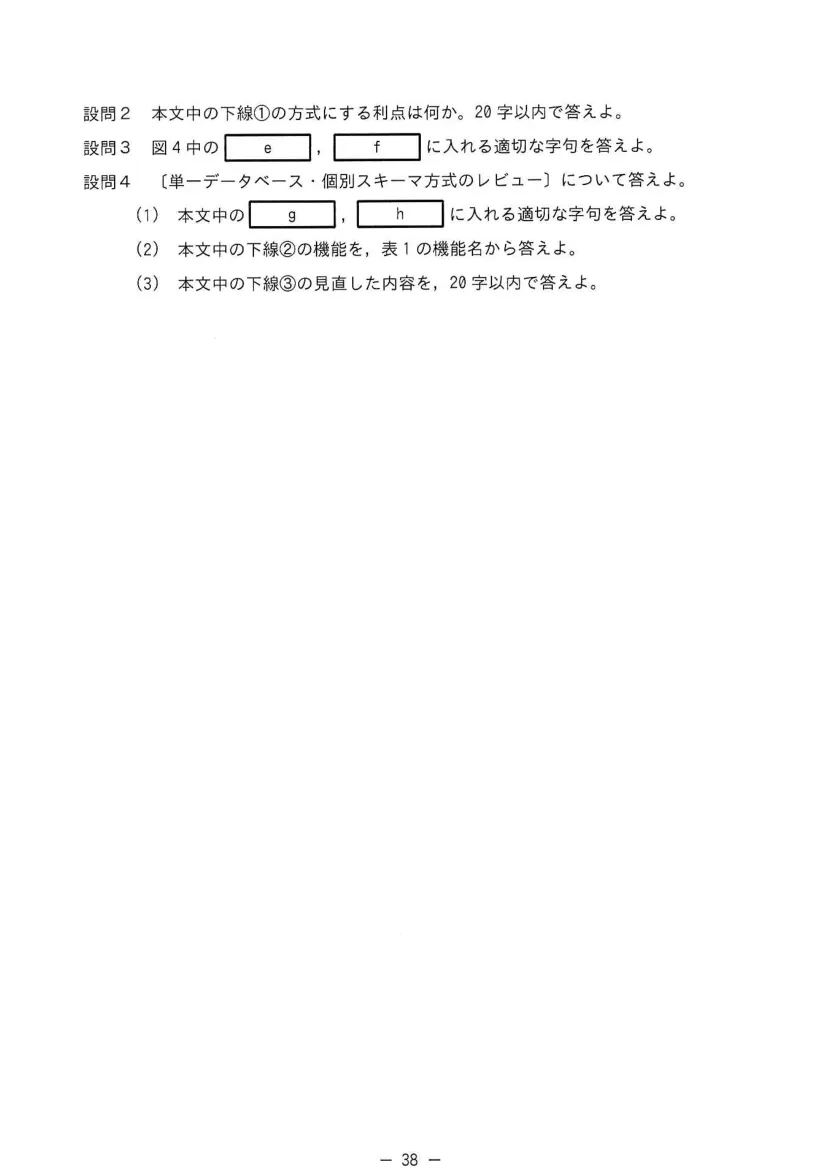 設問2 本文中の下線①の方式にする利点は何か。20字以内で答えよ。
設問3 図4中の e , f に入れる適切な字句を答えよ。
設問4 〔単一データベース・個別スキーマ方式のレビュー〕について答えよ。
(1) 本文中の g , h に入れる適切な字句を答えよ。
(2) 本文中の下線②の機能を，表1の機能名から答えよ。
(3) 本文中の下線③の見直した内容を，20字以内で答えよ。
― 38 ―